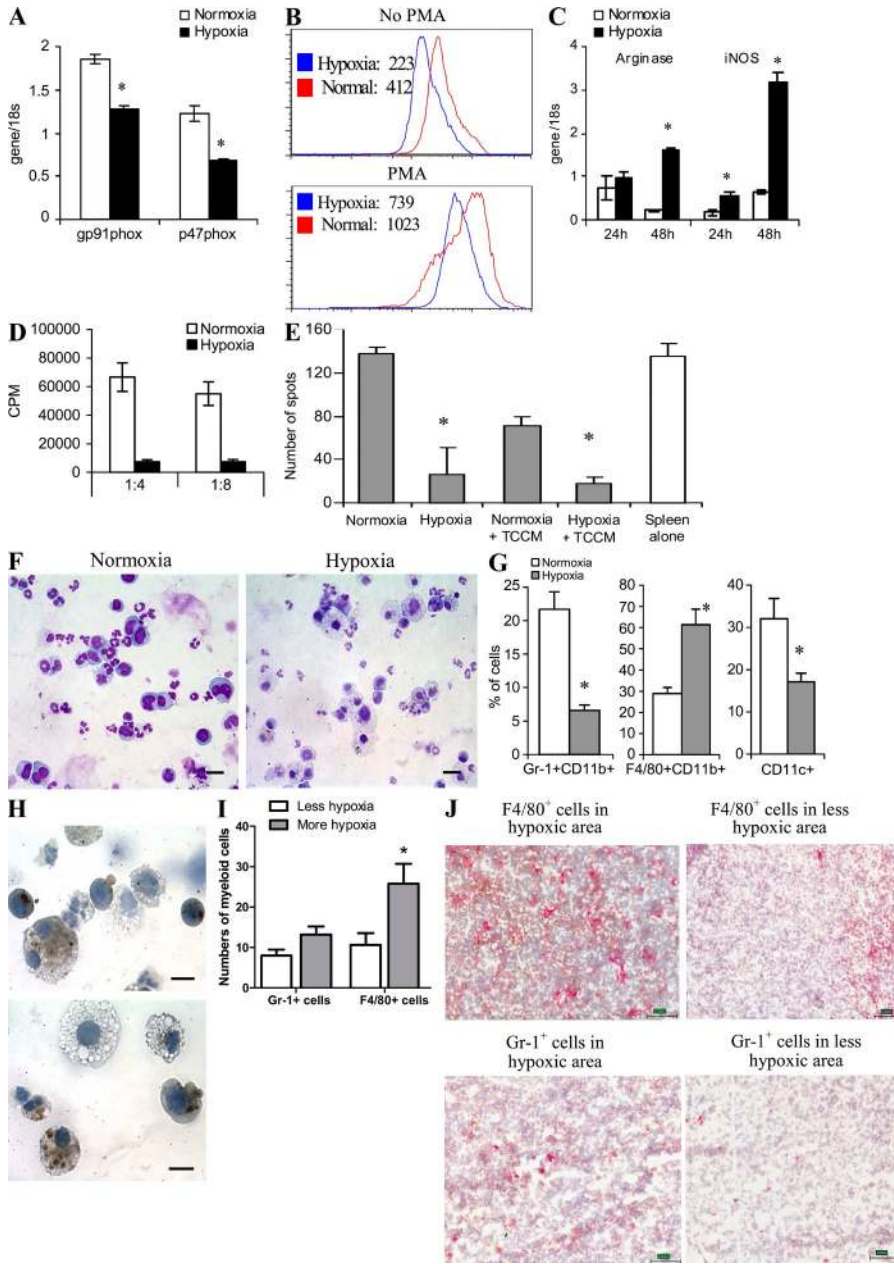 A
Normoxia
Hypoxia
gene/18s
2
1.5
1
0.5
0
*
*
gp91phox
p47phox
B
No PMA
Hypoxia: 223
Normal: 412
PMA
Hypoxia: 739
Normal: 1023
C
Normoxia
Hypoxia
Arginase
iNOS
gene/18s
4
3
2
1
0
*
*
*
24h
48h
24h
48h
D
Normoxia
Hypoxia
CPM
100000
80000
60000
40000
20000
0
1:4
1:8
E
Number of spots
160
120
80
40
0
*
*
Normoxia
Hypoxia
Normoxia
+ TCCM
Hypoxia
+ TCCM
Spleen
alone
F
Normoxia
Hypoxia
G
Normoxia
Hypoxia
% of cells
25
20
15
10
5
0
*
Gr-1+CD11b+
80
70
60
50
40
30
20
10
0
*
F4/80+CD11b+
40
30
20
10
0
*
CD11c+
H
I
Less hypoxia
More hypoxia
Numbers of myeloid cells
40
30
20
10
0
*
Gr-1+ cells
F4/80+ cells
J
F4/80+ cells in
hypoxic area
F4/80+ cells in less
hypoxic area
Gr-1+ cells in
hypoxic area
Gr-1+ cells in less
hypoxic area